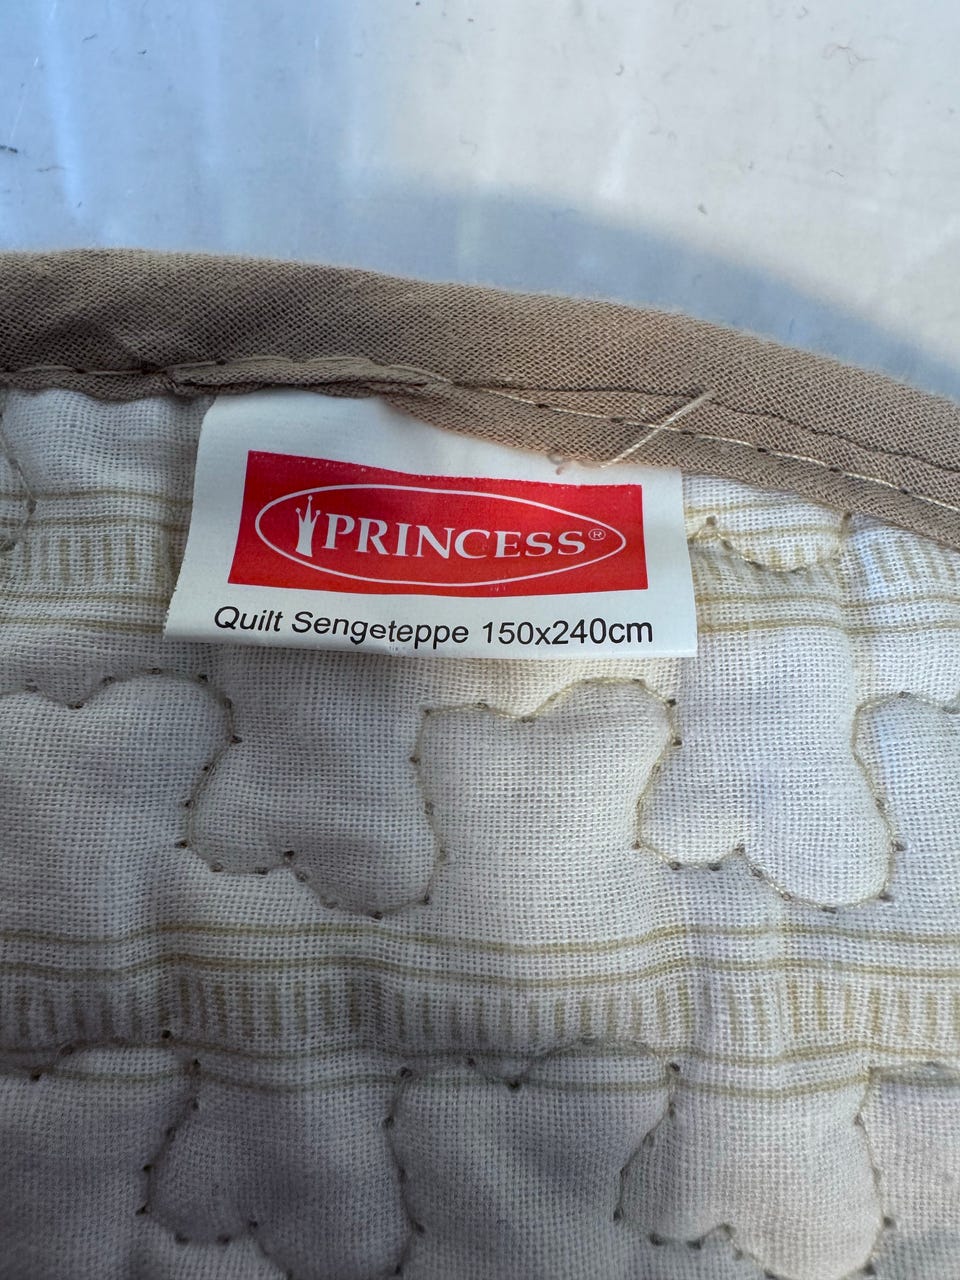 PRINCESS®
Quilt Sengeteppe 150x240cm